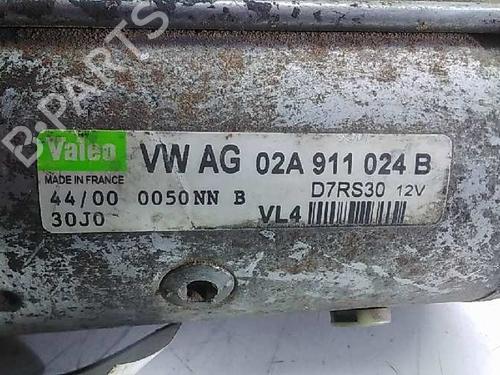 Valeo
VW AG 02A 911 024 B
MADE IN FRANCE
D7RS30 12V
44/00 0050NN B
30J0
VL4
B-PARTS